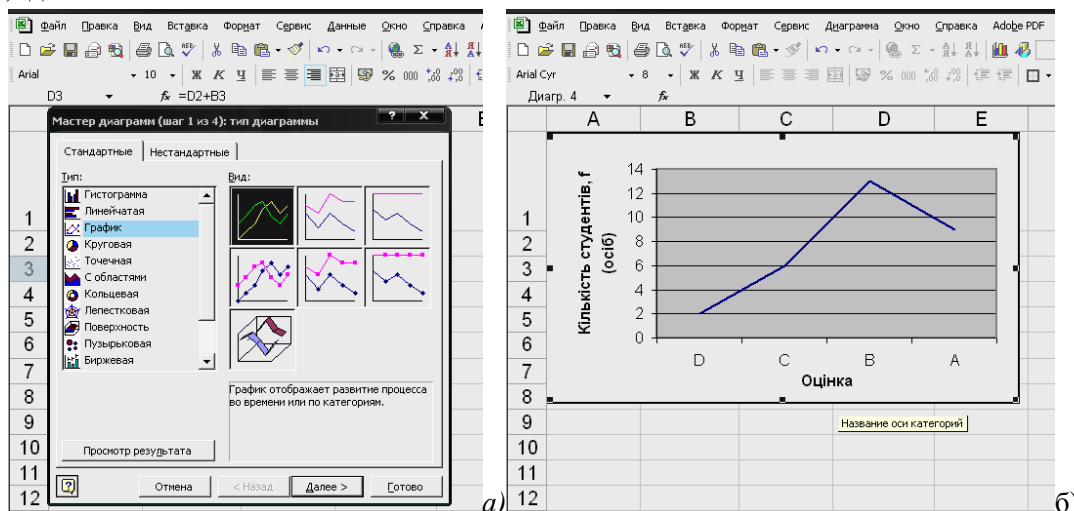 Файл Правка Вид Вставка Формат Сервис Данные Окно Справка
Arial 10 Ж К Ч % 000
D3 fx =D2+B3
Мастер диаграмм (шаг 1 из 4): тип диаграммы ? X
Стандартные Нестандартные
Тип:
Вид:
Гистограмма
Линейчатая
График
Круговая
Точечная
С областями
Кольцевая
Лепестковая
Поверхность
Пузырьковая
Биржевая
График отображает развитие процесса
во времени или по категориям.
Просмотр результата
Отмена < Назад Далее > Готово
1
2
3
4
5
6
7
8
9
10
11
12
а)
Файл Правка Вид Вставка Формат Сервис Диаграмма Окно Справка Adobe PDF
Arial Cyr 8 Ж К Ч % 000
Диагр. 4 fx
A B C D E
1
2
3
4
5
6
7
8
9
10
11
12
Кількість студентів, f
(осіб)
14
12
10
8
6
4
2
0
D C B A
Оцінка
Название оси категорий
б)